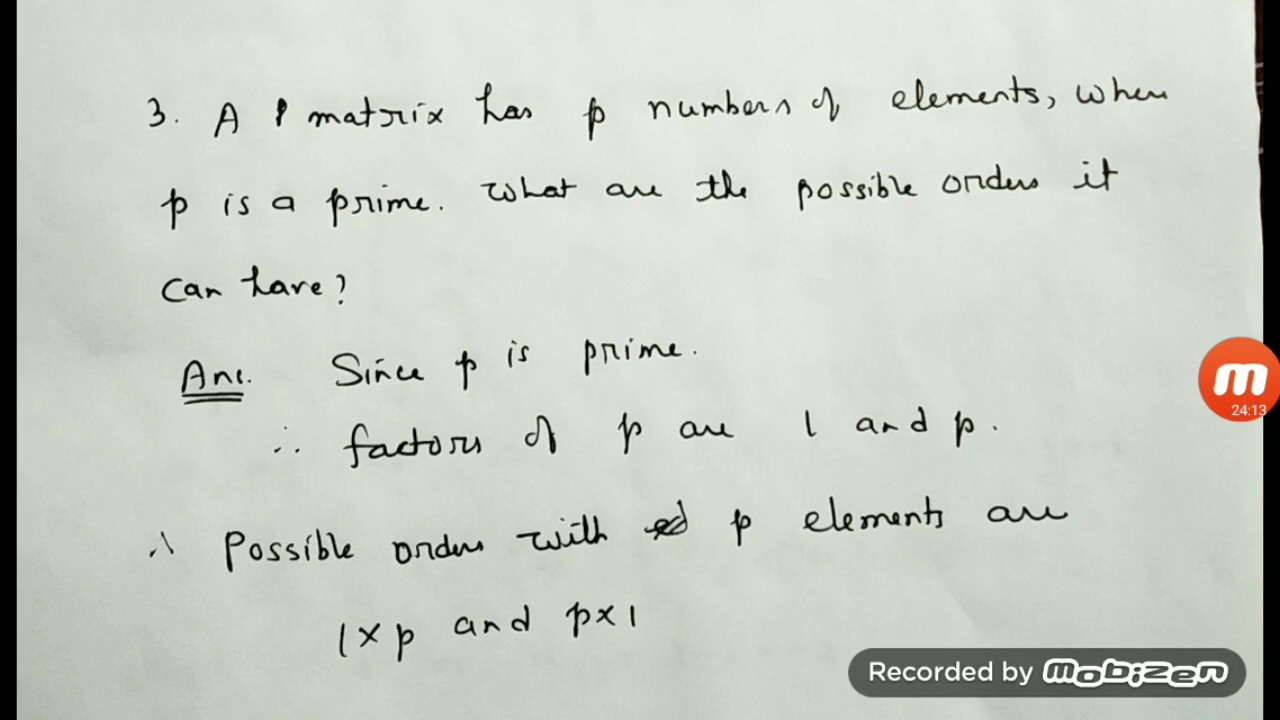 3. A matrix has p numbers of elements, when
p is a prime. What are the possible orders it
can have?
Ans. Since p is prime.
∴ factors of p are 1 and p.
∴ Possible orders with p elements are
1 × p and p × 1
m
24:13
Recorded by Mobizen